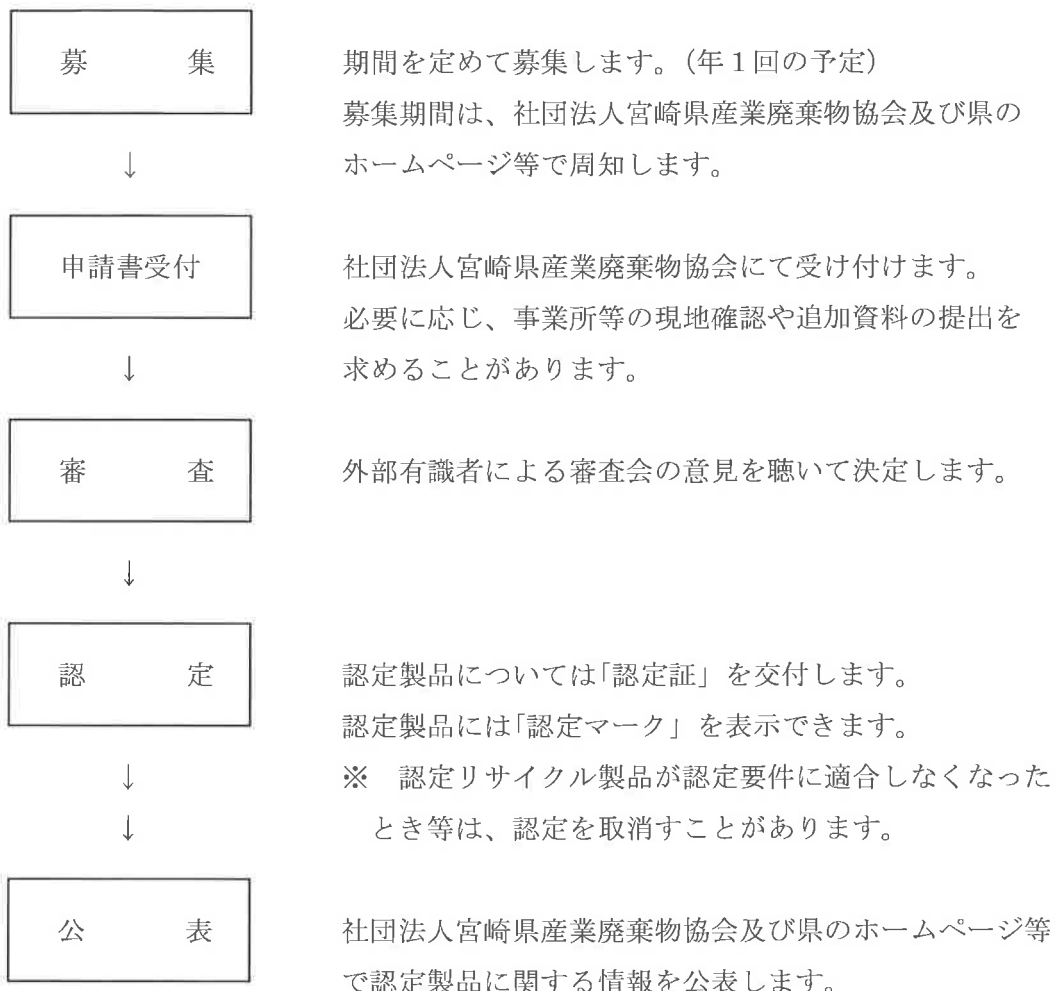 募　　集
期間を定めて募集します。(年１回の予定)
募集期間は、社団法人宮崎県産業廃棄物協会及び県の
ホームページ等で周知します。
↓
申請書受付
社団法人宮崎県産業廃棄物協会にて受け付けます。
必要に応じ、事業所等の現地確認や追加資料の提出を
求めることがあります。
↓
審　　査
外部有識者による審査会の意見を聴いて決定します。
↓
認　　定
認定製品については「認定証」を交付します。
認定製品には「認定マーク」を表示できます。
↓
※　認定リサイクル製品が認定要件に適合しなくなった
↓
とき等は、認定を取消すことがあります。
公　　表
社団法人宮崎県産業廃棄物協会及び県のホームページ等
で認定製品に関する情報を公表します。